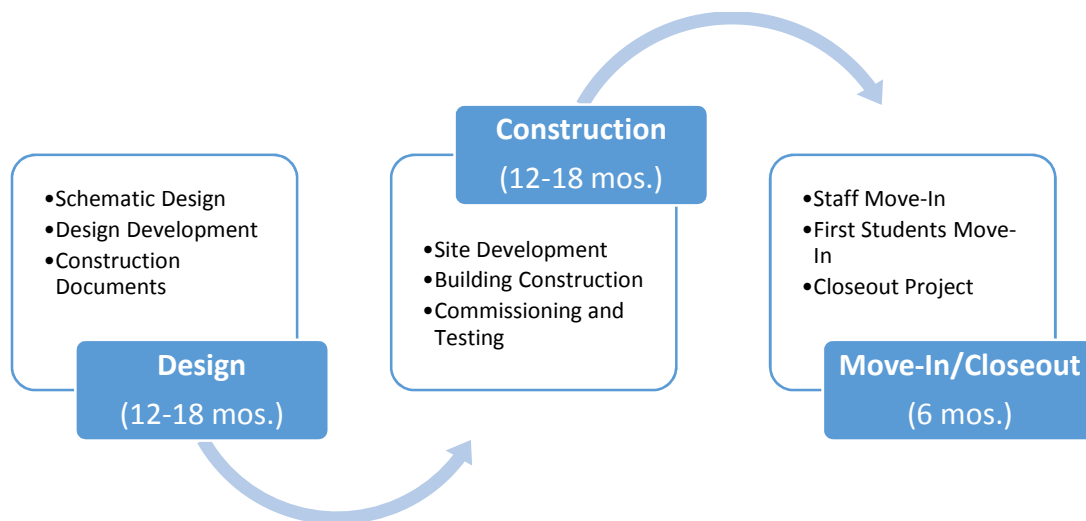 •Schematic Design
•Design Development
•Construction
Documents
Design
(12-18 mos.)
Construction
(12-18 mos.)
•Site Development
•Building Construction
•Commissioning and
Testing
•Staff Move-In
•First Students Move-
In
•Closeout Project
Move-In/Closeout
(6 mos.)